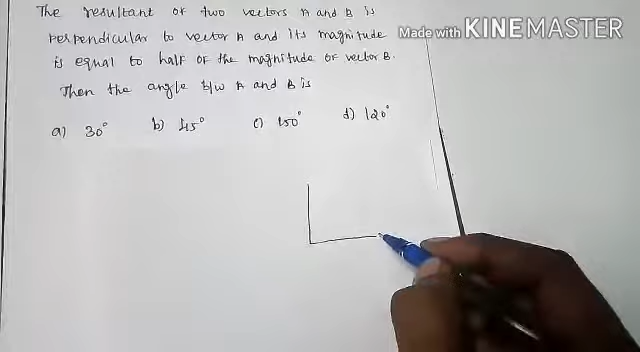 The resultant of two vectors A and B is
perpendicular to vector A and its magnitude
is equal to half of the magnitude of vector B.
Then the angle b/w A and B is
a) 30° b) 45° c) 150° d) 120°
Made with KINEMASTER